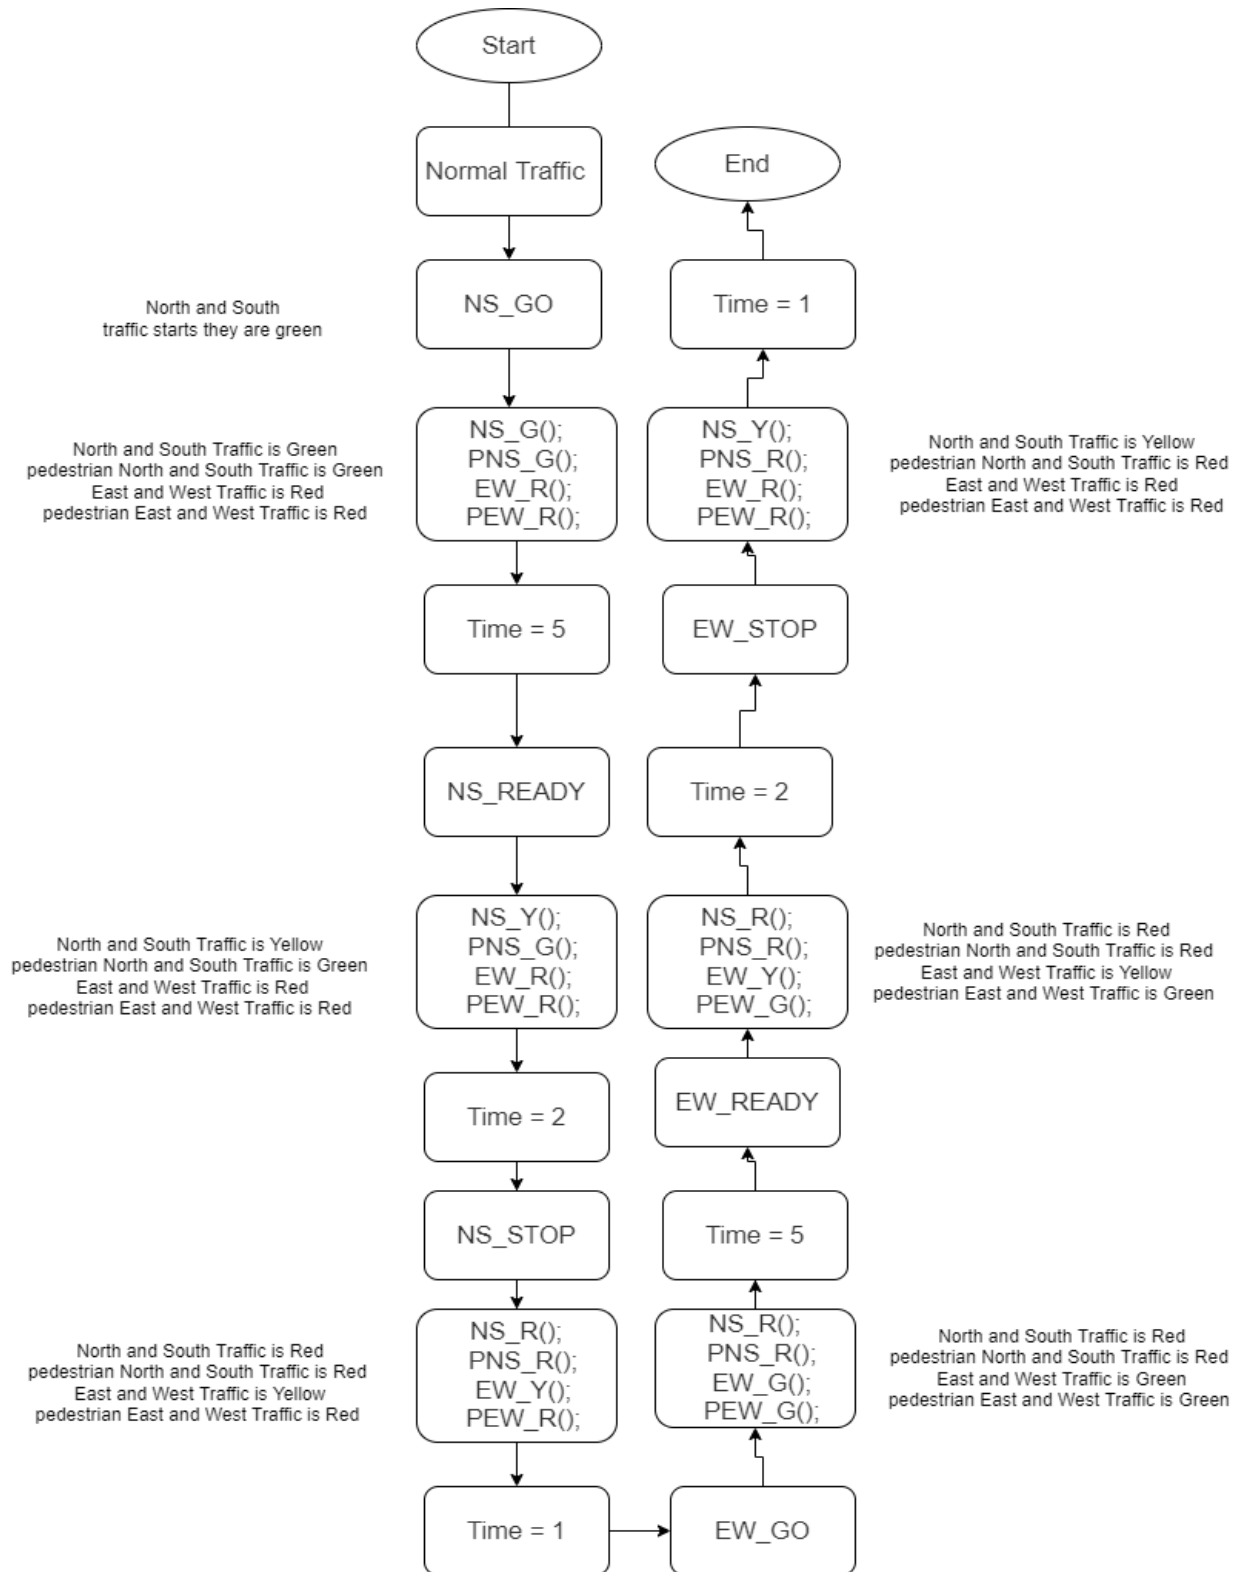 Start
Normal Traffic
NS_GO
North and South
traffic starts they are green
NS_G();
PNS_G();
EW_R();
PEW_R();
North and South Traffic is Green
pedestrian North and South Traffic is Green
East and West Traffic is Red
pedestrian East and West Traffic is Red
Time = 5
NS_READY
NS_Y();
PNS_G();
EW_R();
PEW_R();
North and South Traffic is Yellow
pedestrian North and South Traffic is Green
East and West Traffic is Red
pedestrian East and West Traffic is Red
Time = 2
NS_STOP
NS_R();
PNS_R();
EW_Y();
PEW_R();
North and South Traffic is Red
pedestrian North and South Traffic is Red
East and West Traffic is Yellow
pedestrian East and West Traffic is Red
Time = 1
EW_GO
NS_R();
PNS_R();
EW_G();
PEW_G();
North and South Traffic is Red
pedestrian North and South Traffic is Red
East and West Traffic is Green
pedestrian East and West Traffic is Green
Time = 5
EW_READY
NS_R();
PNS_R();
EW_Y();
PEW_G();
North and South Traffic is Red
pedestrian North and South Traffic is Red
East and West Traffic is Yellow
pedestrian East and West Traffic is Green
Time = 2
EW_STOP
NS_Y();
PNS_R();
EW_R();
PEW_R();
North and South Traffic is Yellow
pedestrian North and South Traffic is Red
East and West Traffic is Red
pedestrian East and West Traffic is Red
Time = 1
End